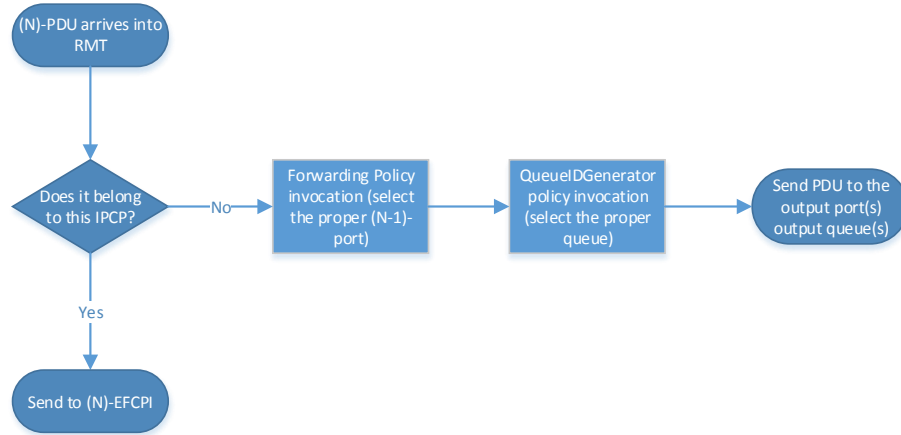 (N)-PDU arrives into
RMT
Does it belong
to this IPCP?
No
Forwarding Policy
invocation (select
the proper (N-1)-
port)
QueueIDGenerator
policy invocation
(select the proper
queue)
Send PDU to the
output port(s)
output queue(s)
Yes
Send to (N)-EFCPI